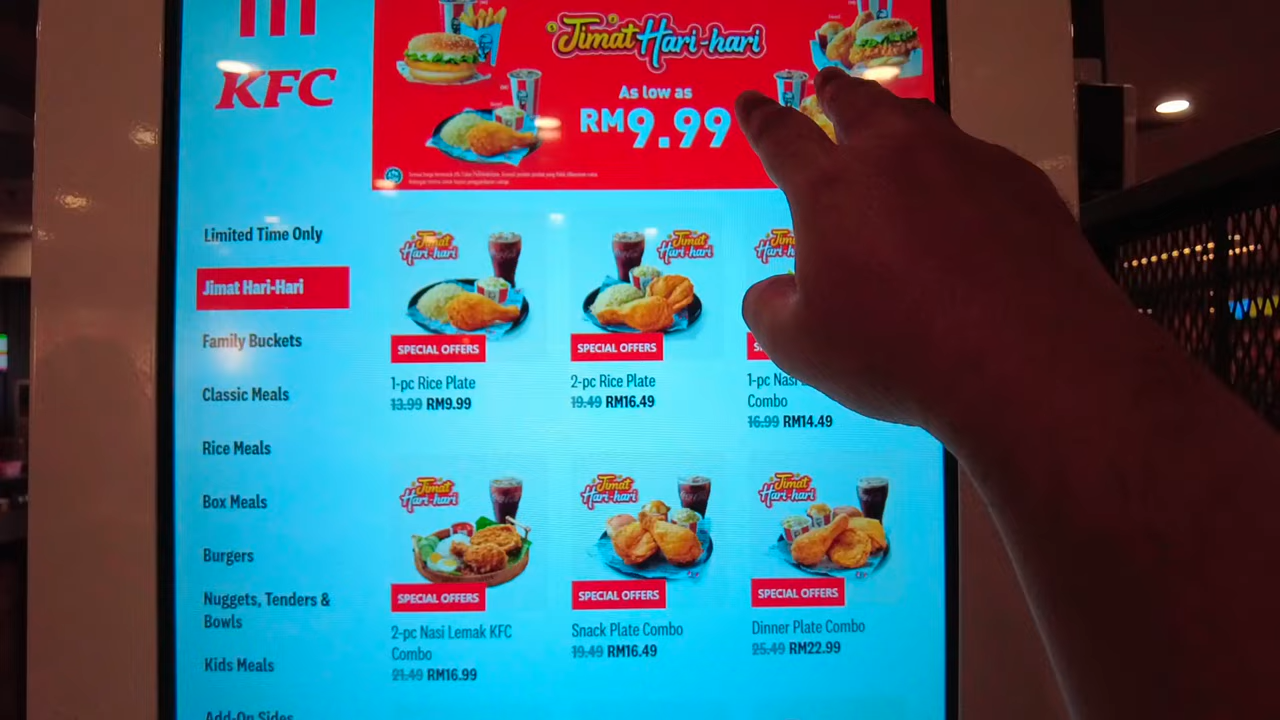 KFC
Jimat Hari-hari
As low as
RM9.99
Limited Time Only
Jimat Hari-Hari
Family Buckets
Classic Meals
Rice Meals
Box Meals
Burgers
Nuggets, Tenders &
Bowls
Kids Meals
Add-On Sides
Jimat
Hari-hari
SPECIAL OFFERS
1-pc Rice Plate
13.99 RM9.99
Jimat
Hari-hari
SPECIAL OFFERS
2-pc Rice Plate
19.49 RM16.49
1-pc Nasi
Combo
16.99 RM14.49
Jimat
Hari-hari
SPECIAL OFFERS
2-pc Nasi Lemak KFC
Combo
21.49 RM16.99
Jimat
Hari-hari
SPECIAL OFFERS
Snack Plate Combo
19.49 RM16.49
Jimat
Hari-hari
SPECIAL OFFERS
Dinner Plate Combo
25.49 RM22.99